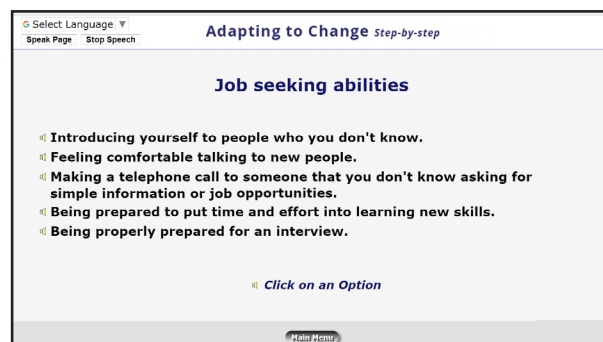 G Select Language ▼
Speak Page Stop Speech
Adapting to Change Step-by-step
Job seeking abilities
Introducing yourself to people who you don't know.
Feeling comfortable talking to new people.
Making a telephone call to someone that you don't know asking for
simple information or job opportunities.
Being prepared to put time and effort into learning new skills.
Being properly prepared for an interview.
Click on an Option
Main Menu